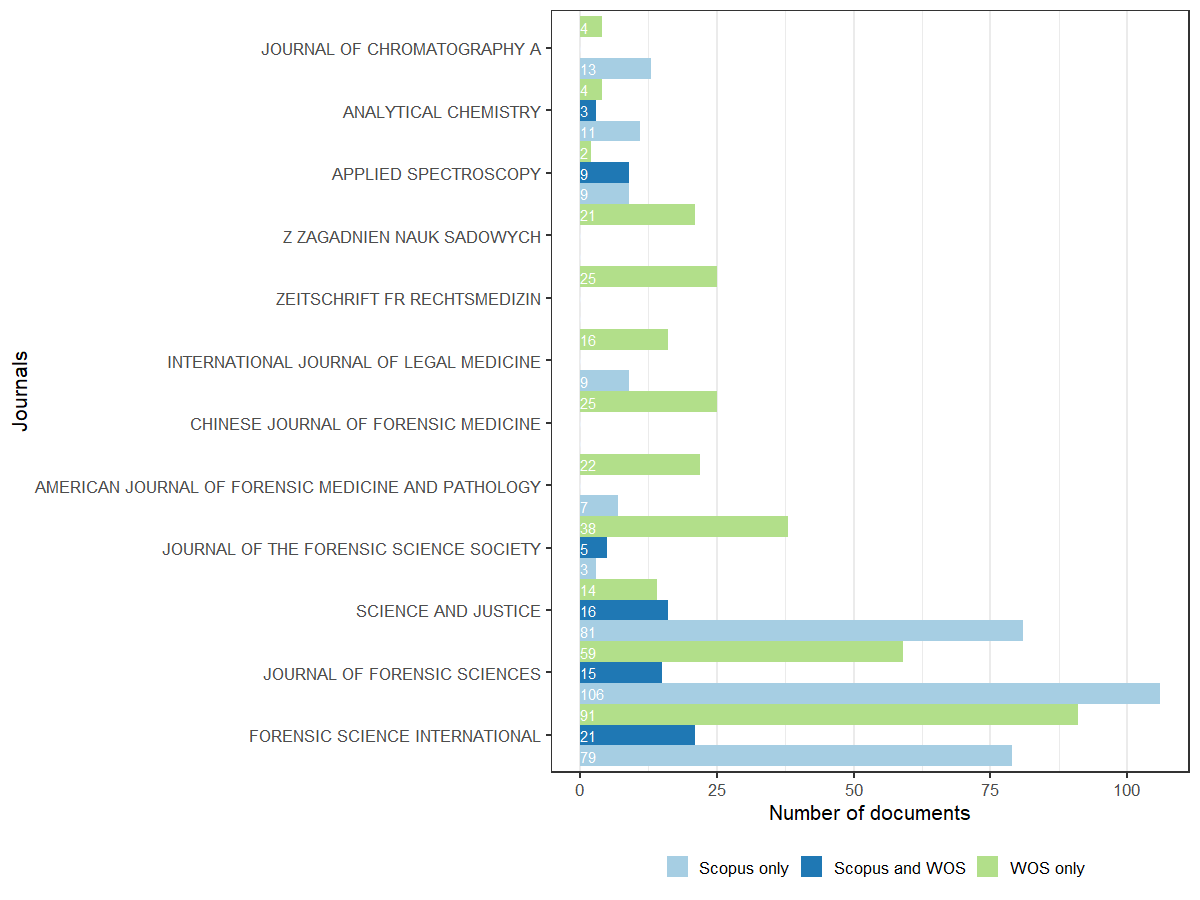 4
JOURNAL OF CHROMATOGRAPHY A
13
4
ANALYTICAL CHEMISTRY
3
11
2
APPLIED SPECTROSCOPY
9
9
21
Z ZAGADNIEN NAUK SADOWYCH
25
ZEITSCHRIFT FR RECHTSMEDIZIN
16
INTERNATIONAL JOURNAL OF LEGAL MEDICINE
9
25
CHINESE JOURNAL OF FORENSIC MEDICINE
22
AMERICAN JOURNAL OF FORENSIC MEDICINE AND PATHOLOGY
7
38
JOURNAL OF THE FORENSIC SCIENCE SOCIETY
5
3
14
SCIENCE AND JUSTICE
16
81
59
JOURNAL OF FORENSIC SCIENCES
15
106
91
FORENSIC SCIENCE INTERNATIONAL
21
79
Journals
0 25 50 75 100
Number of documents
Scopus only Scopus and WOS WOS only